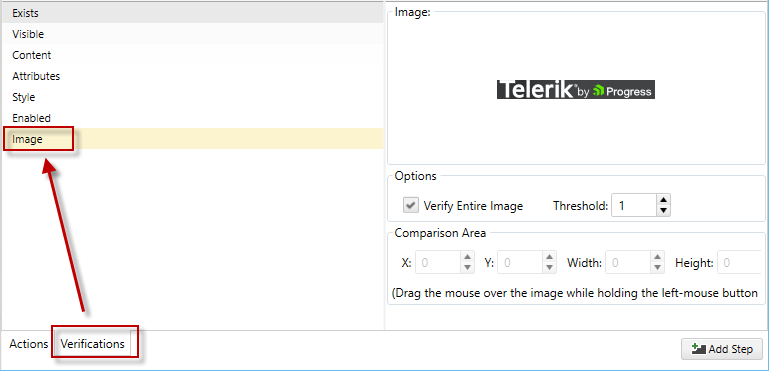 Exists
Visible
Content
Attributes
Style
Enabled
Image
Actions
Verifications
Image:
Telerik by Progress
Options
Verify Entire Image Threshold: 1
Comparison Area
X: 0 Y: 0 Width: 0 Height: 0
(Drag the mouse over the image while holding the left-mouse button
Add Step